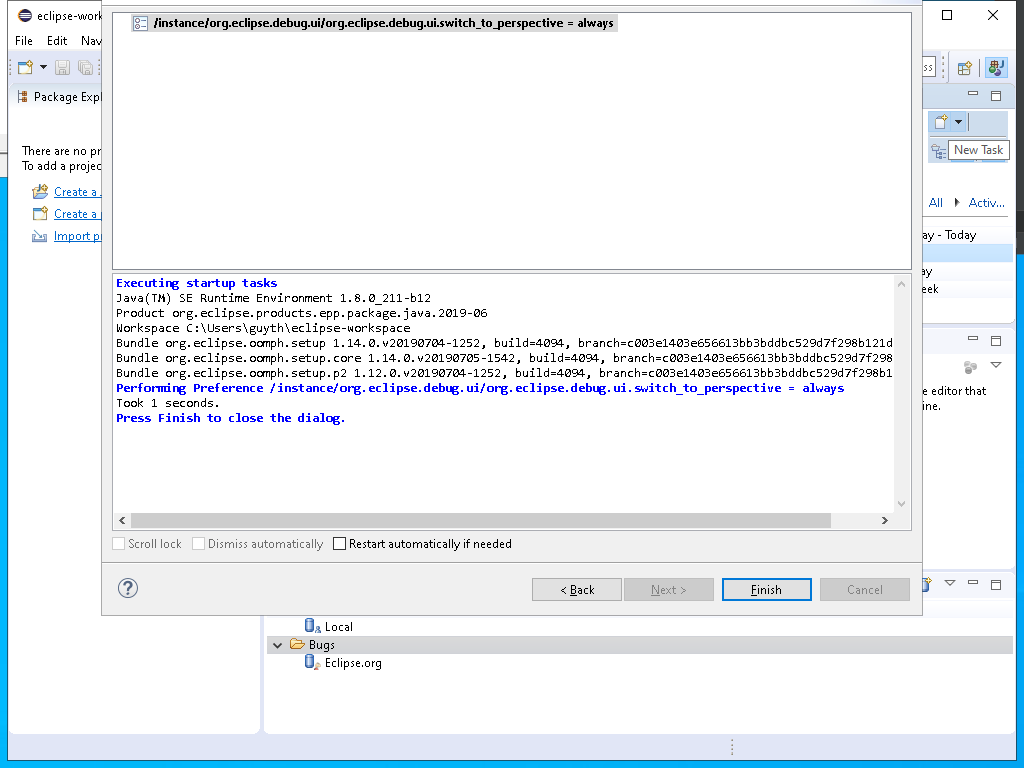 eclipse-work
File Edit Nav
Package Expl
There are no pr
To add a projec
Create a
Create a
Import pr
/instance/org.eclipse.debug.ui/org.eclipse.debug.ui.switch_to_perspective = always
Executing startup tasks
Java(TM) SE Runtime Environment 1.8.0_211-b12
Product org.eclipse.products.epp.package.java.2019-06
Workspace C:\Users\guyth\eclipse-workspace
Bundle org.eclipse.oomph.setup 1.14.0.v20190704-1252, build=4094, branch=c003e1403e656613bb3bddbc529d7f298b121d
Bundle org.eclipse.oomph.setup.core 1.14.0.v20190705-1542, build=4094, branch=c003e1403e656613bb3bddbc529d7f298
Bundle org.eclipse.oomph.setup.p2 1.12.0.v20190704-1252, build=4094, branch=c003e1403e656613bb3bddbc529d7f298b1
Performing Preference /instance/org.eclipse.debug.ui/org.eclipse.debug.ui.switch_to_perspective = always
Took 1 seconds.
Press Finish to close the dialog.
Scroll lock Dismiss automatically Restart automatically if needed
? < Back Next > Finish Cancel
ss
New Task
All Activ...
ay - Today
ay
eek
e editor that
ine.
Local
Bugs
Eclipse.org